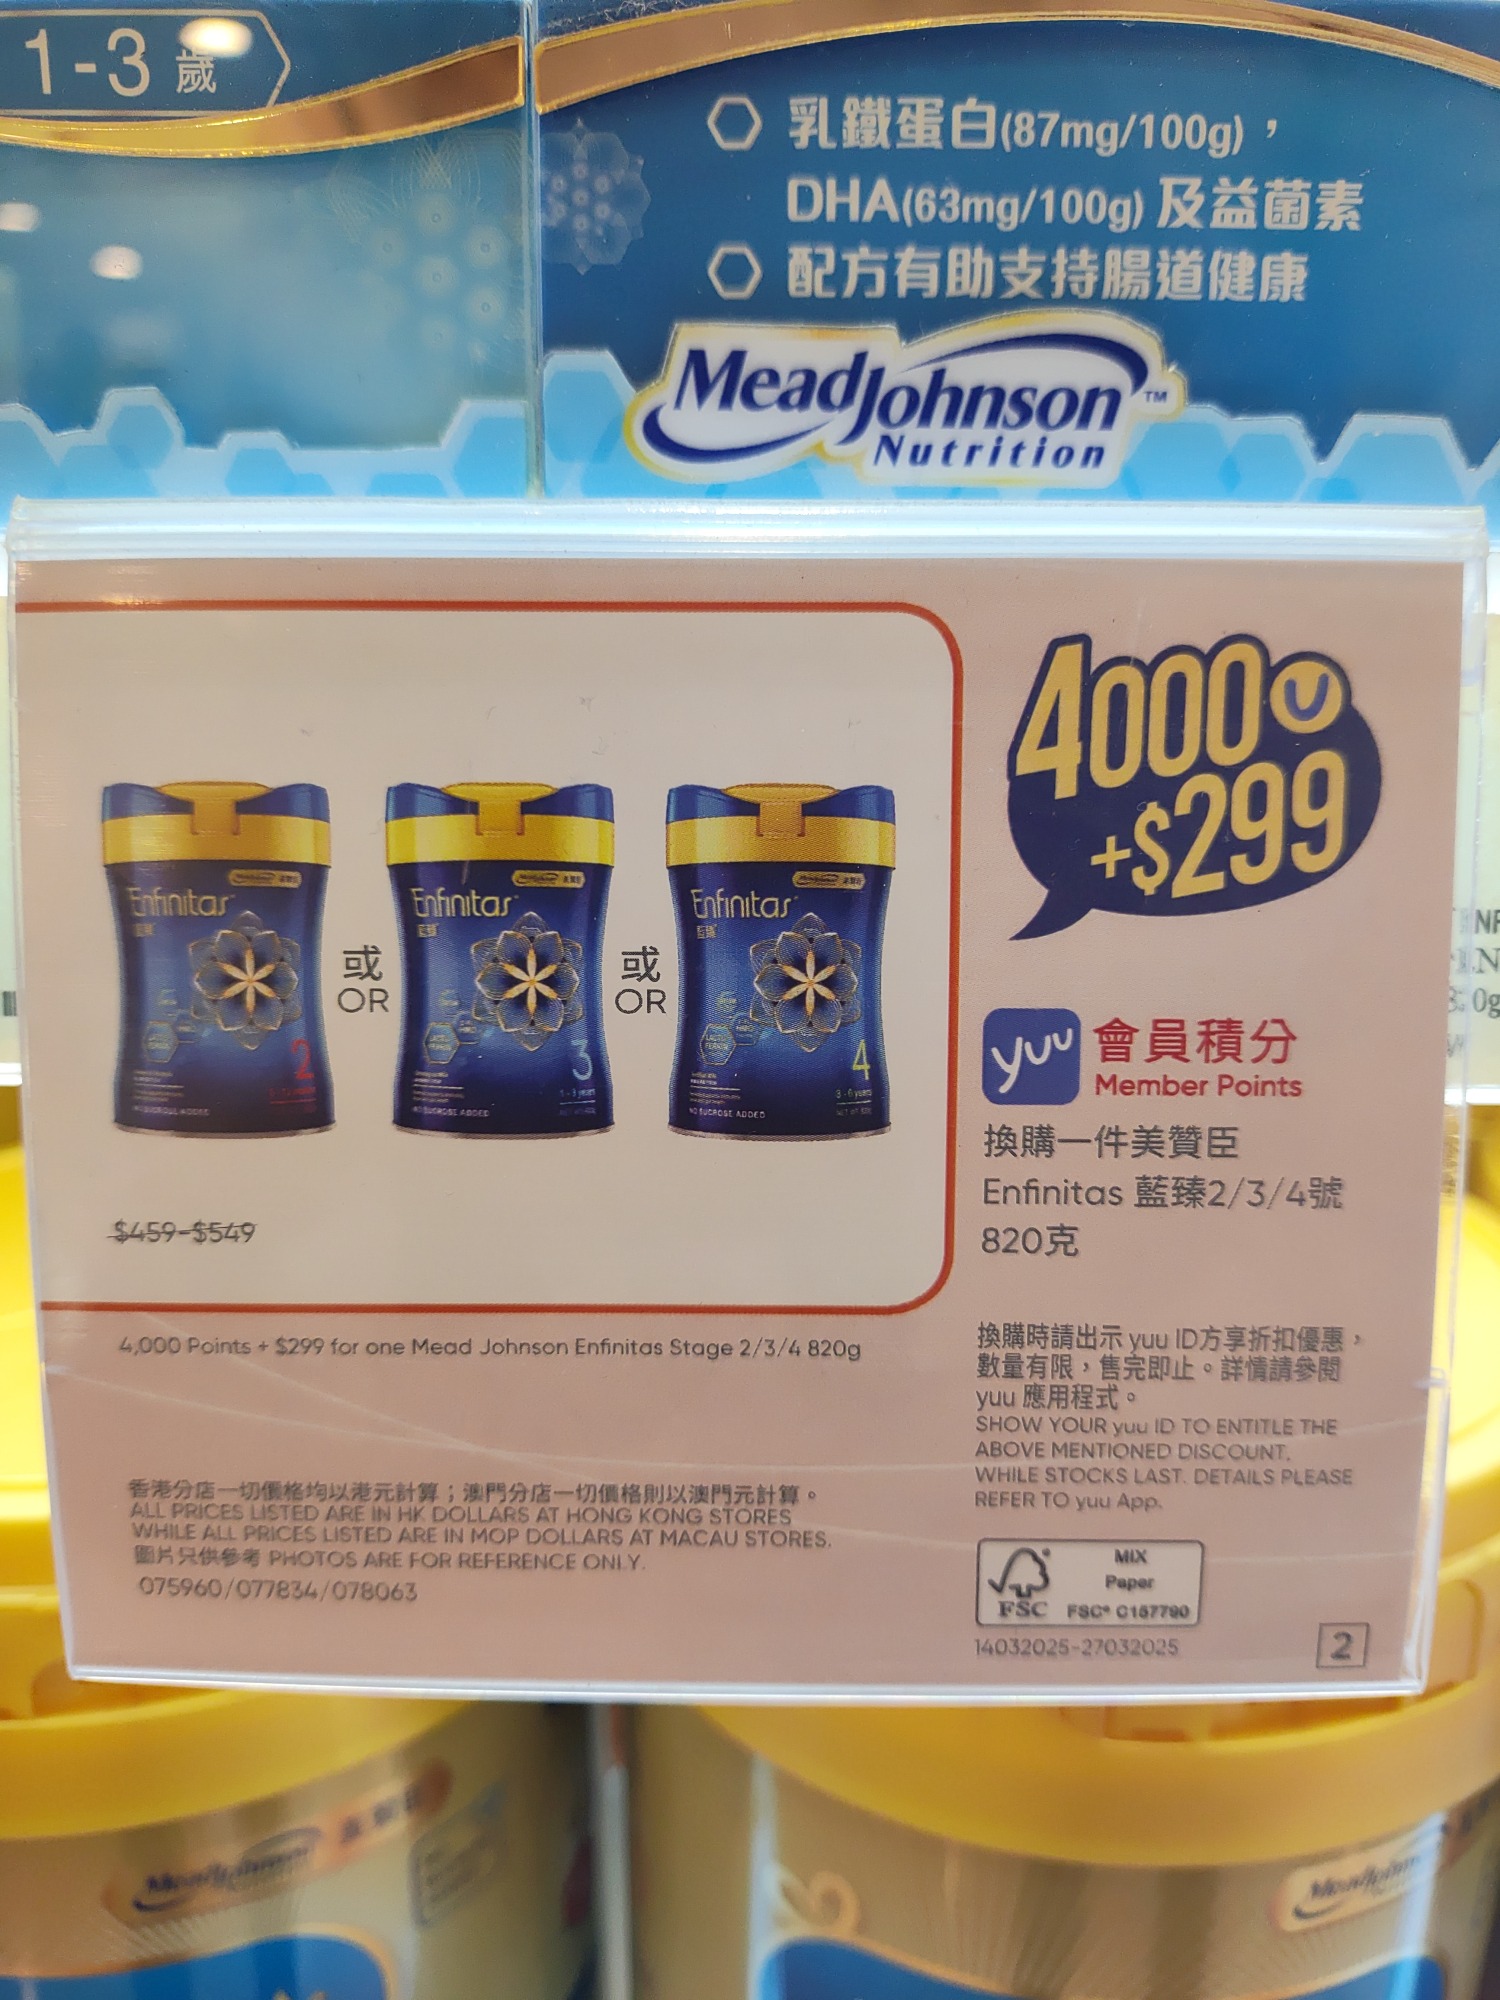 1-3 歲
乳鐵蛋白(87mg/100g)，
DHA(63mg/100g) 及益菌素
配方有助支持腸道健康
MeadJohnson™
Nutrition
4000
+$299
Enfinitas
NO SUCROSE ADDED
2
或
OR
Enfinitas
NO SUCROSE ADDED
3
1-3 years
或
OR
Enfinitas
NO SUCROSE ADDED
4
3-6 years
$459-$549
yuu 會員積分
Member Points
換購一件美贊臣
Enfinitas 藍臻2/3/4號
820克
4,000 Points + $299 for one Mead Johnson Enfinitas Stage 2/3/4 820g
換購時請出示 yuu ID方享折扣優惠，
數量有限，售完即止。詳情請參閱
yuu 應用程式。
SHOW YOUR yuu ID TO ENTITLE THE
ABOVE MENTIONED DISCOUNT.
WHILE STOCKS LAST. DETAILS PLEASE
REFER TO yuu App.
香港分店一切價格均以港元計算；澳門分店一切價格則以澳門元計算。
ALL PRICES LISTED ARE IN HK DOLLARS AT HONG KONG STORES
WHILE ALL PRICES LISTED ARE IN MOP DOLLARS AT MACAU STORES.
圖片只供參考 PHOTOS ARE FOR REFERENCE ONLY.
075960/077834/078063
MIX
Paper
FSC FSC® C157790
14032025-27032025
2
MeadJohnson
MeadJohnson